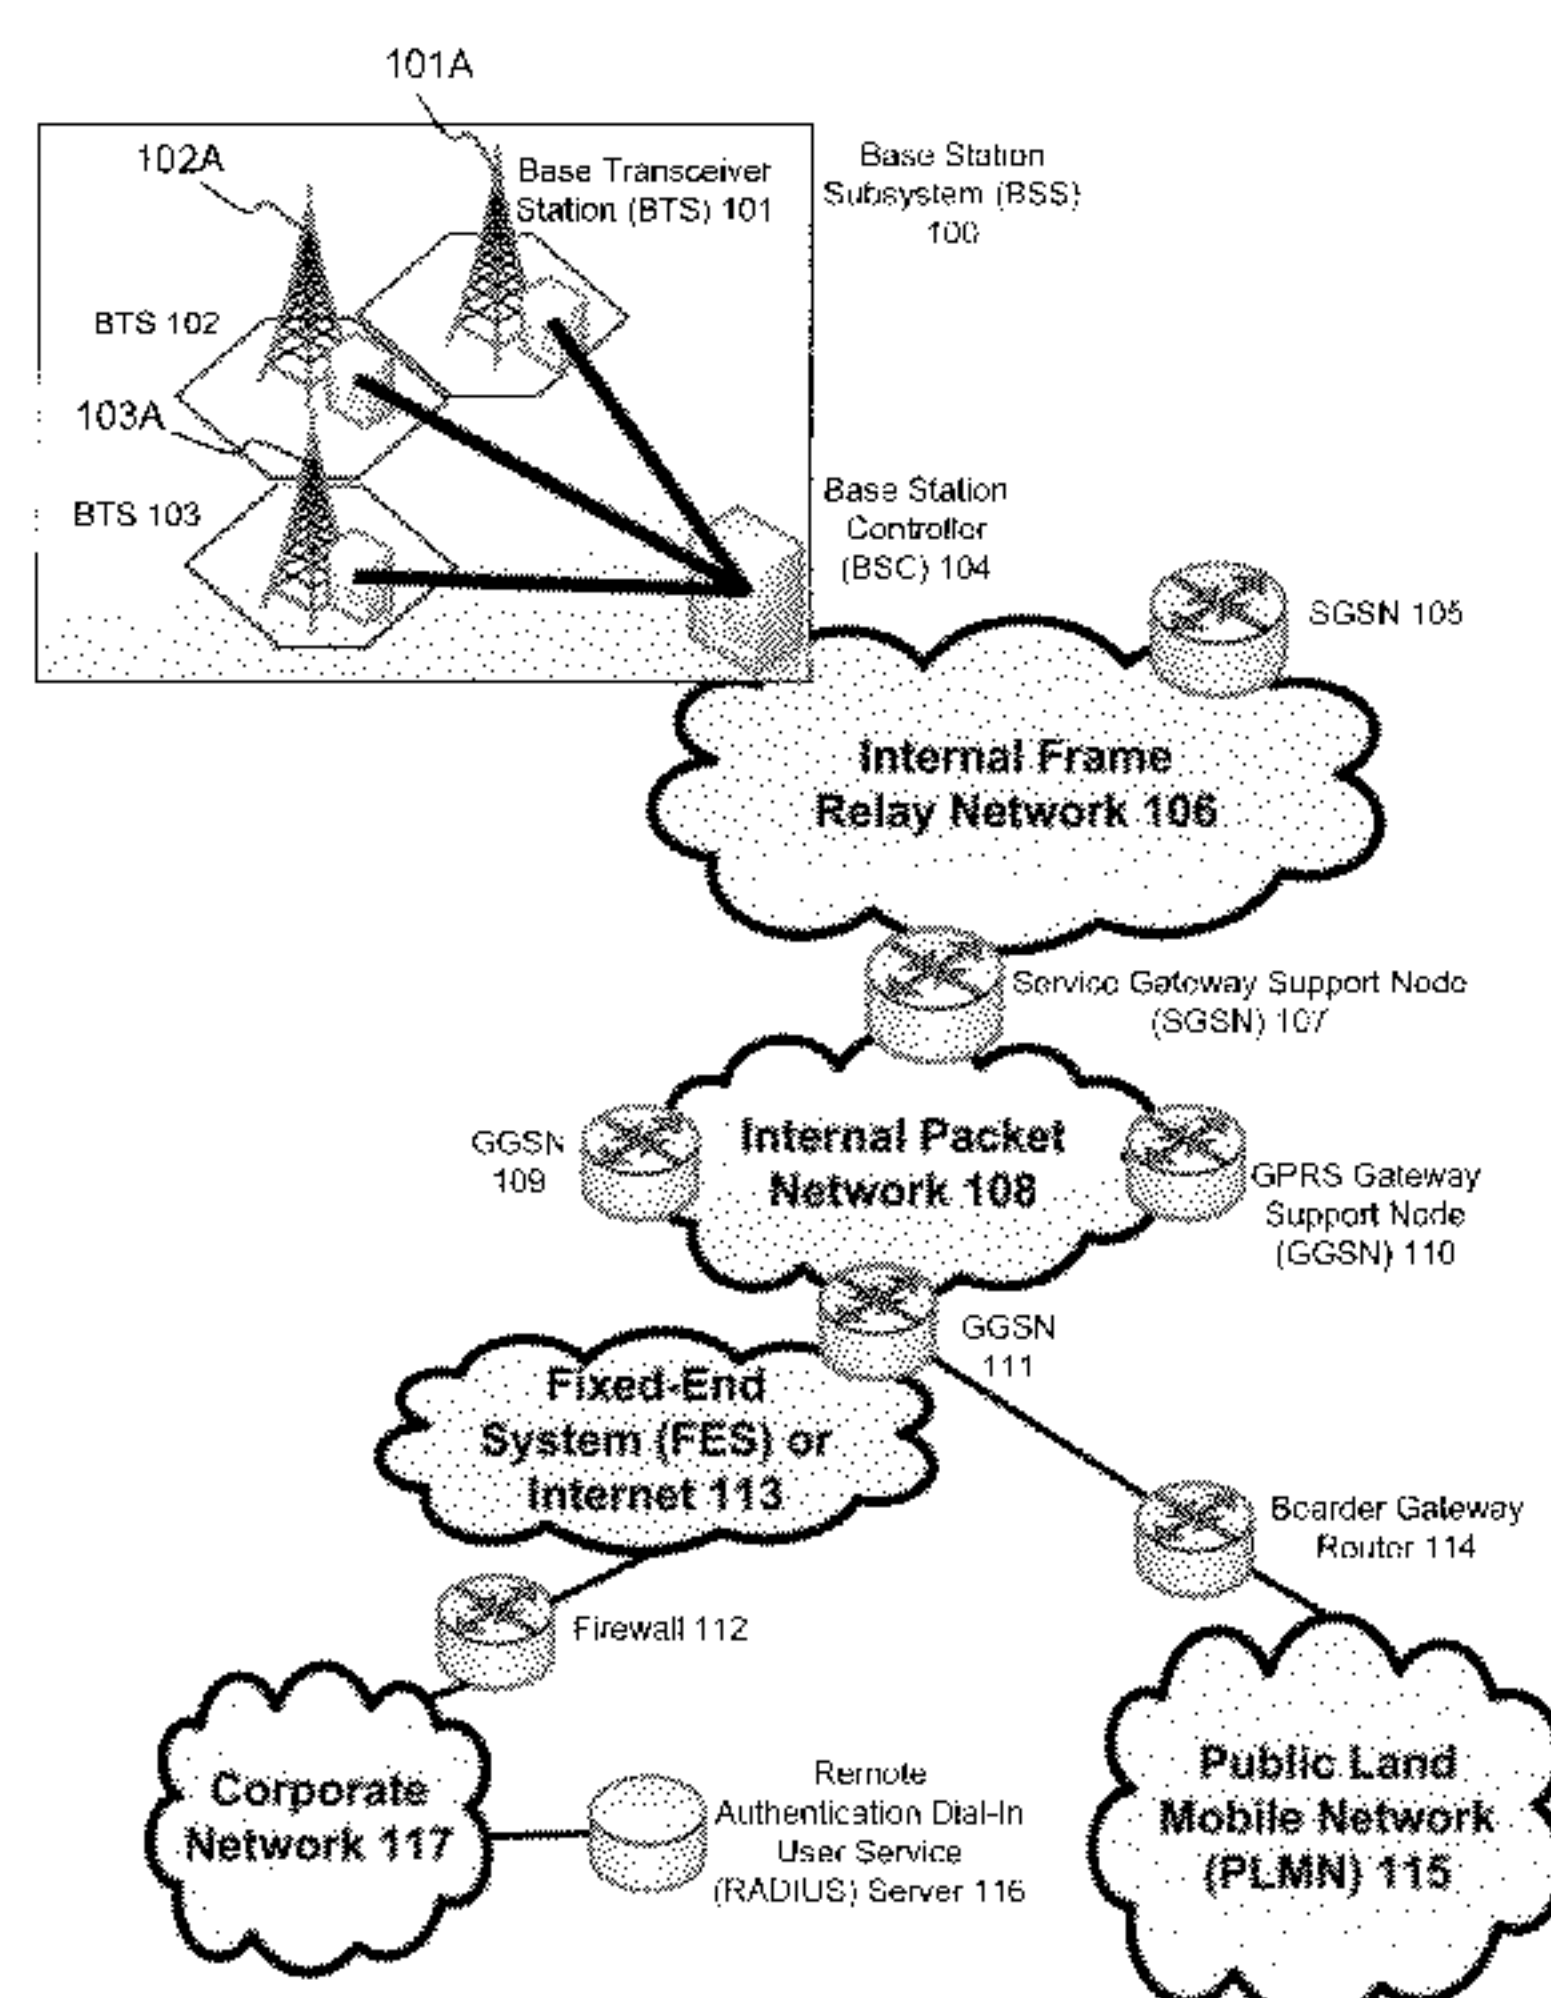 101A
102A
Base Transceiver
Station (BTS) 101
Base Station
Subsystem (BSS)
100
BTS 102
103A
BTS 103
Base Station
Controller
(BSC) 104
SGSN 105
Internal Frame
Relay Network 106
Service Gateway Support Node
(SGSN) 107
GGSN
109
Internal Packet
Network 108
GPRS Gateway
Support Node
(GGSN) 110
GGSN
111
Fixed-End
System (FES) or
Internet 113
Boarder Gateway
Router 114
Firewall 112
Corporate
Network 117
Remote
Authentication Dial-In
User Service
(RADIUS) Server 116
Public Land
Mobile Network
(PLMN) 115